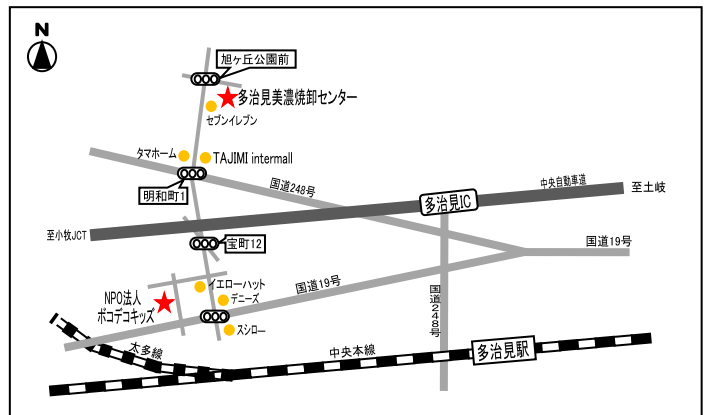 N
旭ヶ丘公園前
多治見美濃焼卸センター
セブンイレブン
タマホーム
TAJIMI intermall
明和町1
国道248号
中央自動車道
至土岐
多治見IC
至小牧JCT
宝町12
国道19号
イエローハット
デニーズ
国道19号
NPO法人
ポコデコキッズ
国道248号
スシロー
太多線
中央本線
多治見駅